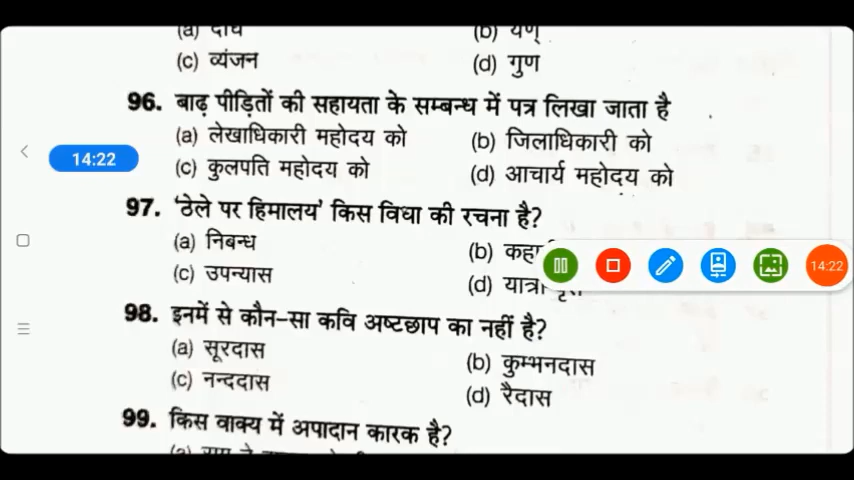 (c) व्यंजन
(d) गुण
96. बाढ़ पीड़ितों की सहायता के सम्बन्ध में पत्र लिखा जाता है
(a) लेखाधिकारी महोदय को
(b) जिलाधिकारी को
14:22
(c) कुलपति महोदय को
(d) आचार्य महोदय को
97. 'ठेले पर हिमालय' किस विधा की रचना है?
(a) निबन्ध
(b)
14:22
(c) उपन्यास
(d)
98. इनमें से कौन-सा कवि अष्टछाप का नहीं है?
(a) सूरदास
(b) कुम्भनदास
(c) नन्ददास
(d) रैदास
99. किस वाक्य में अपादान कारक है?